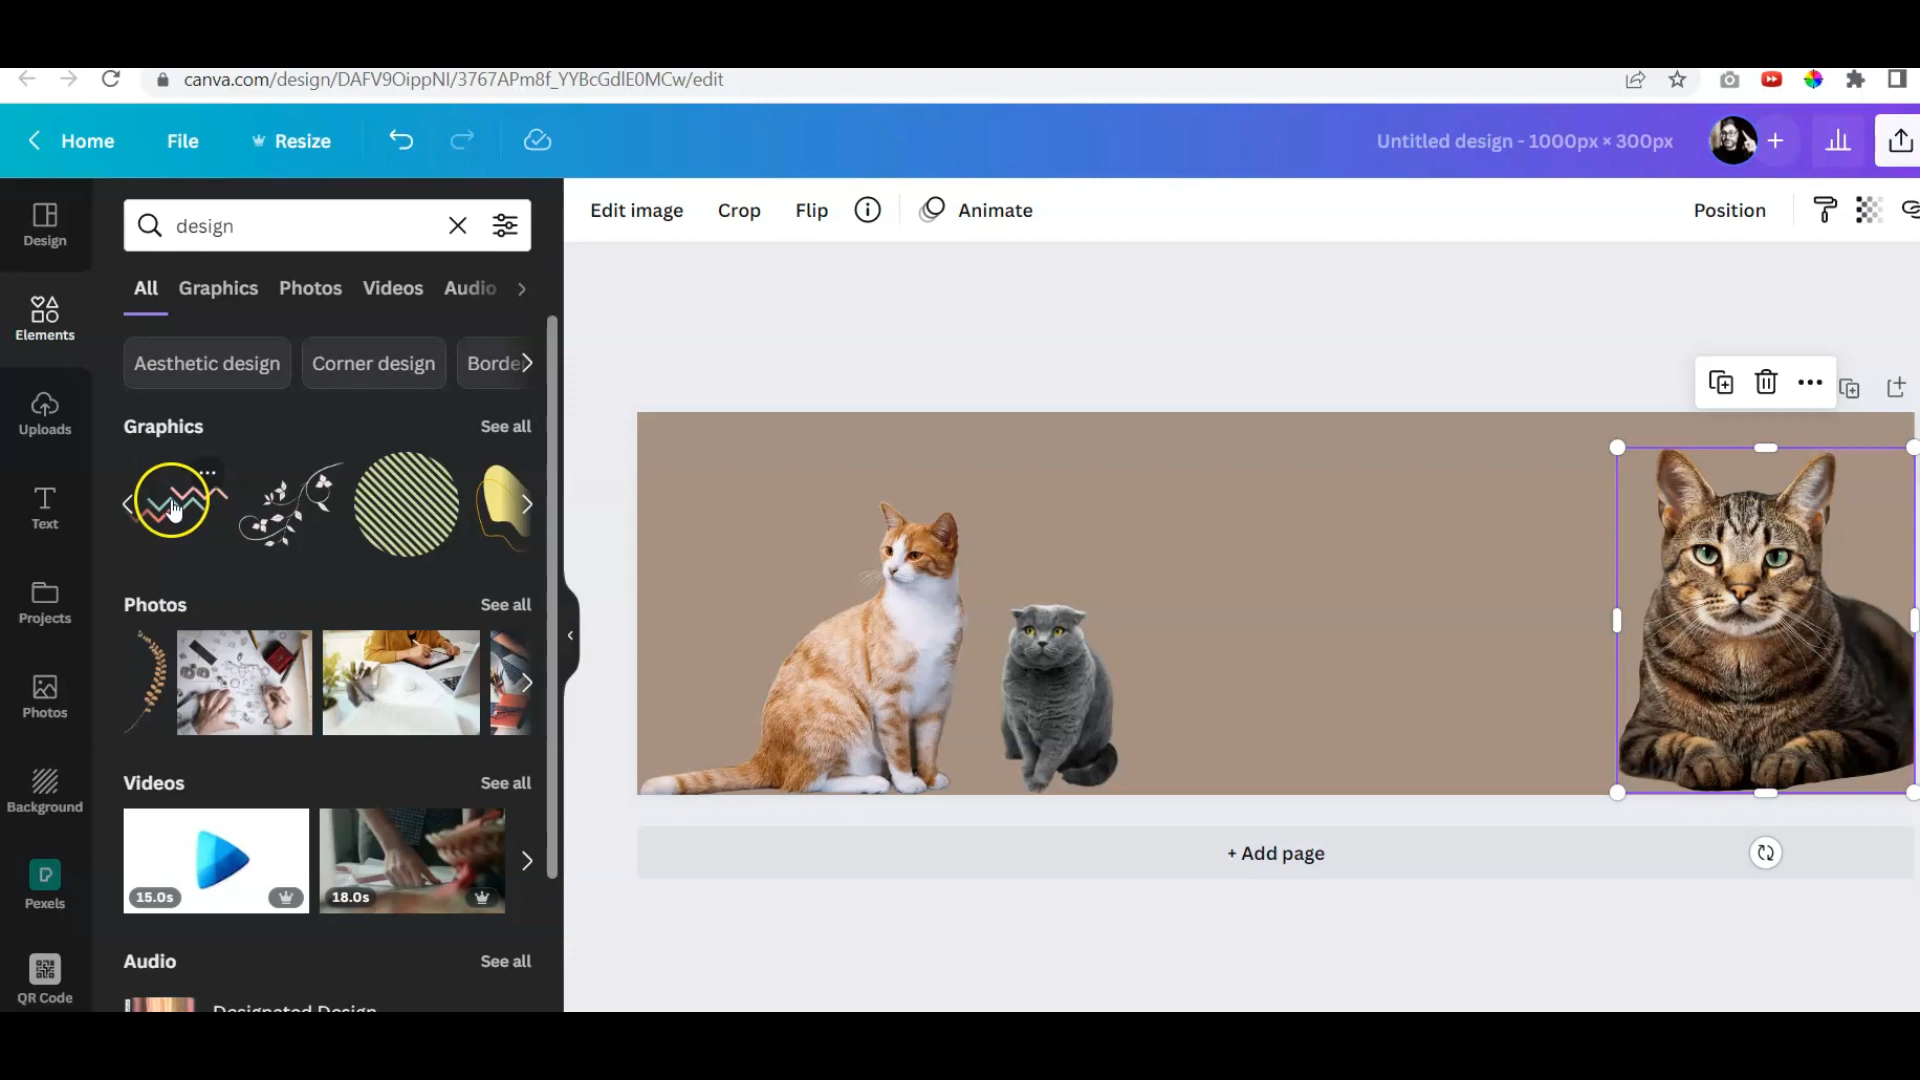 canva.com/design/DAFV9OippNI/3767APm8f_YYBcGdlE0MCw/edit
Home File Resize Untitled design - 1000px × 300px
Design
Elements
Uploads
Text
Projects
Photos
Background
Pexels
QR Code
design
All Graphics Photos Videos Audio
Aesthetic design Corner design Borde
Graphics See all
Photos See all
Videos See all
15.0s 18.0s
Audio See all
Designated Design
Edit image Crop Flip Animate Position
+ Add page